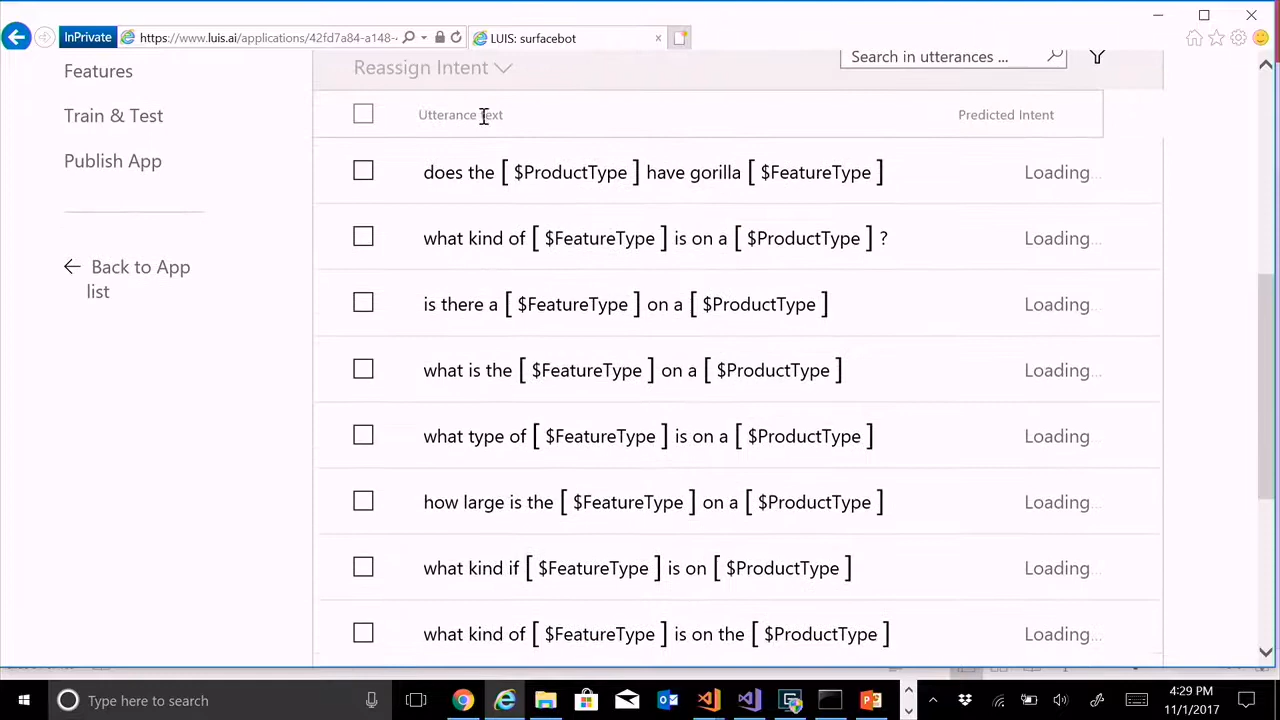 InPrivate
https://www.luis.ai/applications/42fd7a84-a148-
LUIS: surfacebot
Features
Train & Test
Publish App
Back to App
list
Reassign Intent
Search in utterances ...
Utterance Text
Predicted Intent
does the [ $ProductType ] have gorilla [ $FeatureType ]
Loading...
what kind of [ $FeatureType ] is on a [ $ProductType ] ?
Loading...
is there a [ $FeatureType ] on a [ $ProductType ]
Loading...
what is the [ $FeatureType ] on a [ $ProductType ]
Loading...
what type of [ $FeatureType ] is on a [ $ProductType ]
Loading...
how large is the [ $FeatureType ] on a [ $ProductType ]
Loading...
what kind if [ $FeatureType ] is on [ $ProductType ]
Loading...
what kind of [ $FeatureType ] is on the [ $ProductType ]
Loading...
Type here to search
4:29 PM
11/1/2017